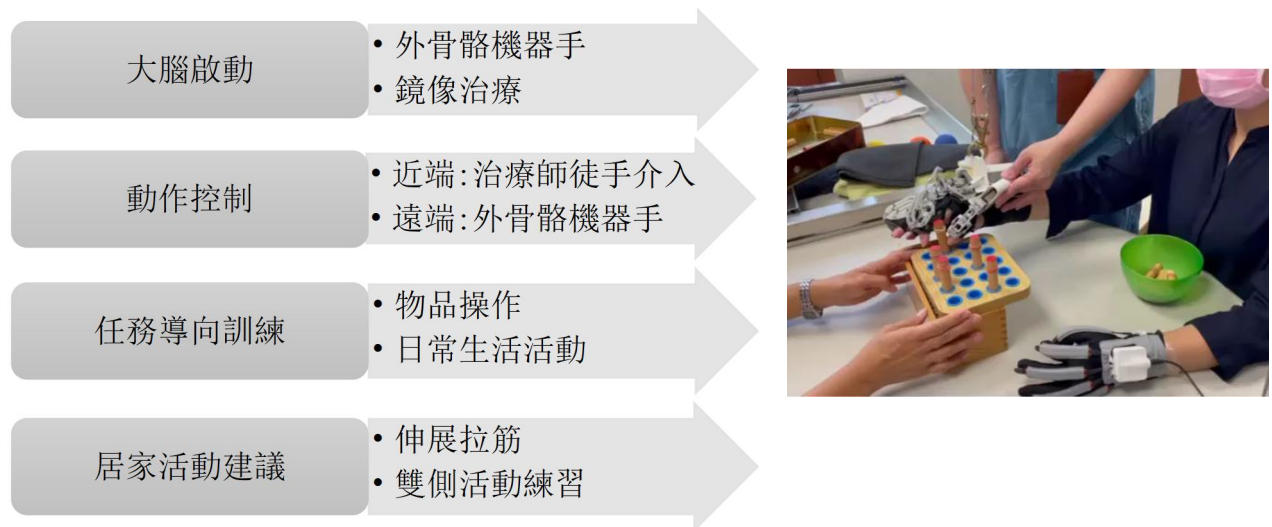 大腦啟動
• 外骨骼機器手
• 鏡像治療
動作控制
• 近端:治療師徒手介入
• 遠端:外骨骼機器手
任務導向訓練
• 物品操作
• 日常生活活動
居家活動建議
• 伸展拉筋
• 雙側活動練習